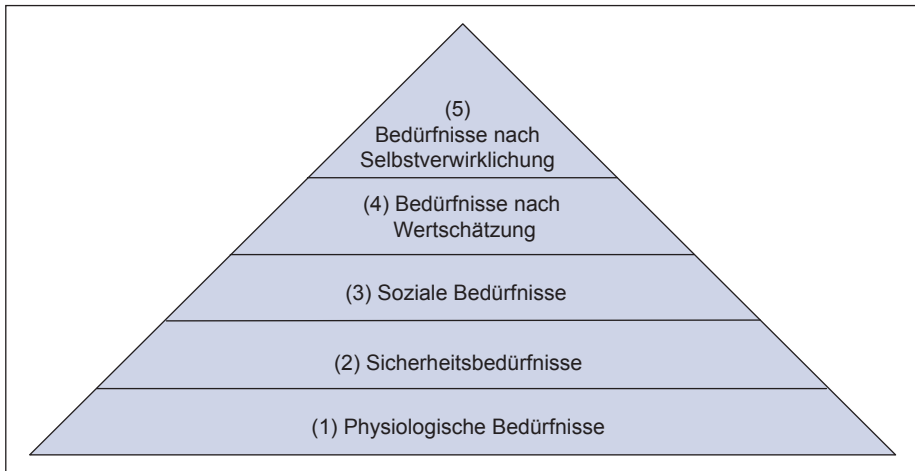 (5)
Bedürfnisse nach
Selbstverwirklichung
(4) Bedürfnisse nach
Wertschätzung
(3) Soziale Bedürfnisse
(2) Sicherheitsbedürfnisse
(1) Physiologische Bedürfnisse